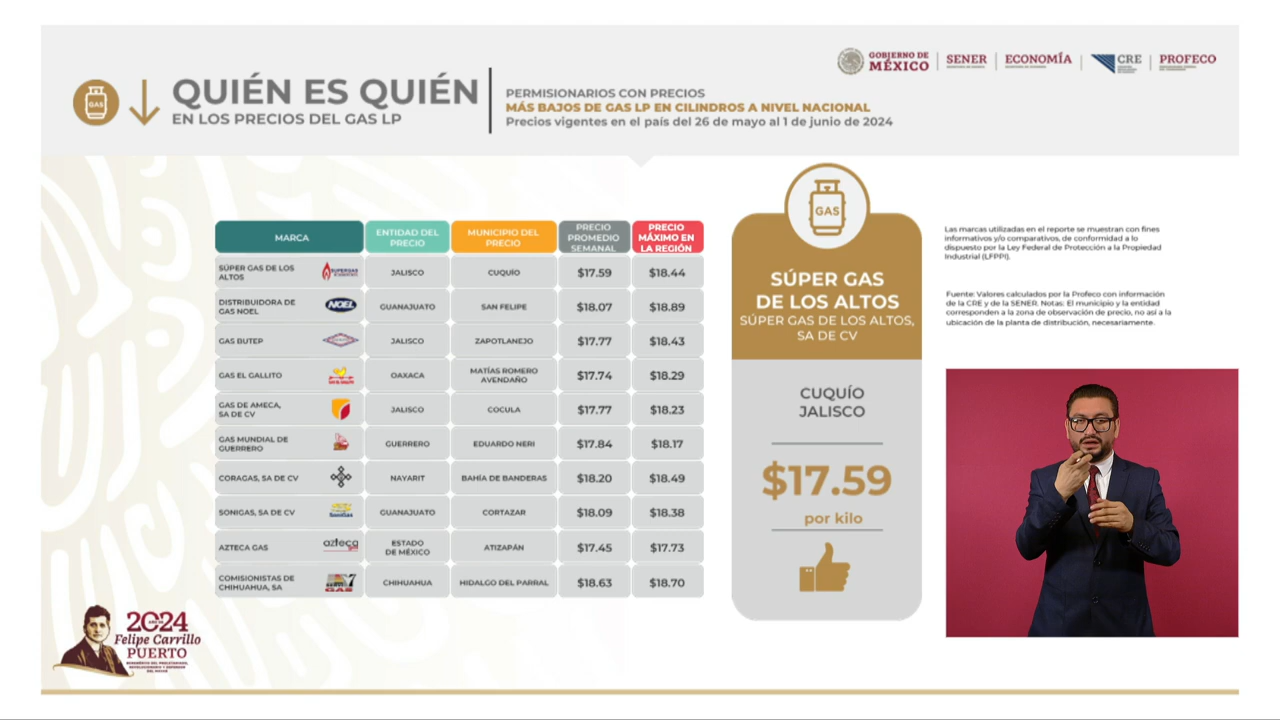 GAS
QUIÉN ES QUIÉN
EN LOS PRECIOS DEL GAS LP
PERMISIONARIOS CON PRECIOS
MÁS BAJOS DE GAS LP EN CILINDROS A NIVEL NACIONAL
Precios vigentes en el país del 26 de mayo al 1 de junio de 2024
GOBIERNO DE
MÉXICO
SENER
ECONOMÍA
CRE
PROFECO
MARCA
ENTIDAD DEL
PRECIO
MUNICIPIO DEL
PRECIO
PRECIO
PROMEDIO
SEMANAL
PRECIO
MÁXIMO EN
LA REGIÓN
SÚPER GAS DE LOS
ALTOS
SUPERGAS
JALISCO
CUQUÍO
$17.59
$18.44
DISTRIBUIDORA DE
GAS NOEL
NOEL
GUANAJUATO
SAN FELIPE
$18.07
$18.89
GAS BUTEP
JALISCO
ZAPOTLANEJO
$17.77
$18.43
GAS EL GALLITO
OAXACA
MATÍAS ROMERO
AVENDAÑO
$17.74
$18.29
GAS DE AMECA,
SA DE CV
JALISCO
COCULA
$17.77
$18.23
GAS MUNDIAL DE
GUERRERO
GUERRERO
EDUARDO NERI
$17.84
$18.17
CORAGAS, SA DE CV
NAYARIT
BAHÍA DE BANDERAS
$18.20
$18.49
SONIGAS, SA DE CV
SoniGas
GUANAJUATO
CORTAZAR
$18.09
$18.38
AZTECA GAS
azteca
ESTADO
DE MÉXICO
ATIZAPÁN
$17.45
$17.73
COMISIONISTAS DE
CHIHUAHUA, SA
7
GAS
CHIHUAHUA
HIDALGO DEL PARRAL
$18.63
$18.70
GAS
SÚPER GAS
DE LOS ALTOS
SÚPER GAS DE LOS ALTOS,
SA DE CV
CUQUÍO
JALISCO
$17.59
por kilo
Las marcas utilizadas en el reporte se muestran con fines
informativos y/o comparativos, de conformidad a lo
dispuesto por la Ley Federal de Protección a la Propiedad
Industrial (LFPPI).
Fuente: Valores calculados por la Profeco con información
de la CRE y de la SENER. Notas: El municipio y la entidad
corresponden a la zona de observación de precio, no así a la
ubicación de la planta de distribución, necesariamente.
2024
Felipe Carrillo
PUERTO
BENEMÉRITO DEL PROLETARIADO,
REVOLUCIONARIO Y DEFENSOR
DEL MAYAB